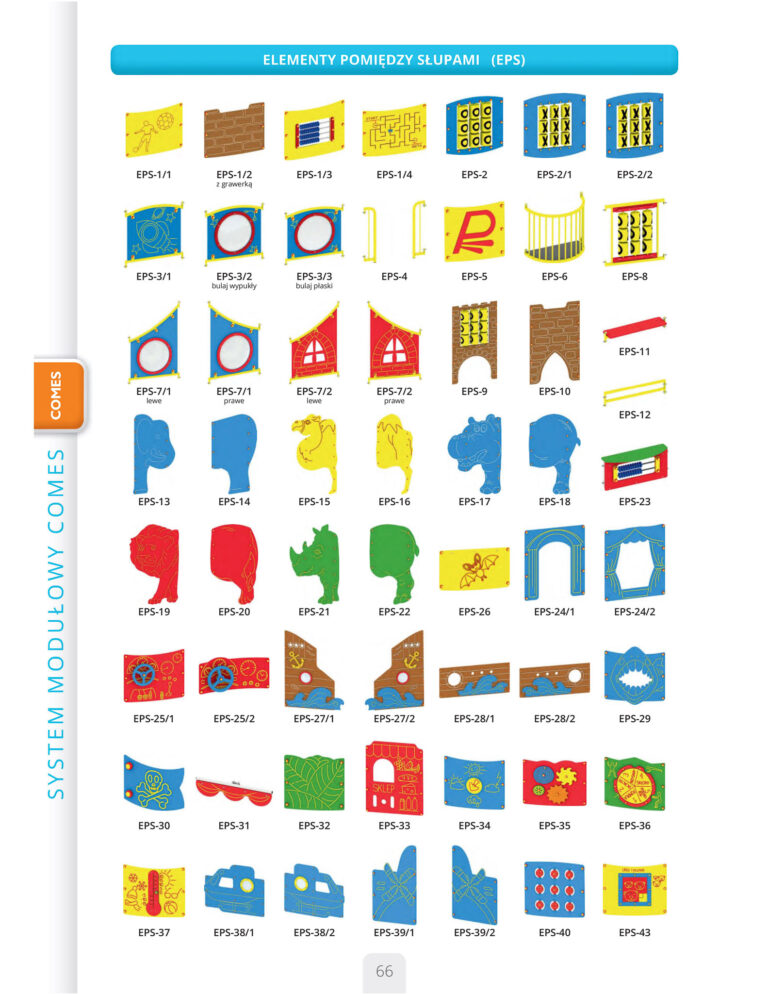 ELEMENTY POMIĘDZY SŁUPAMI (EPS)
EPS-1/1
EPS-1/2
z grawerką
EPS-1/3
EPS-1/4
EPS-2
EPS-2/1
EPS-2/2
EPS-3/1
EPS-3/2
bulaj wypukły
EPS-3/3
bulaj płaski
EPS-4
EPS-5
EPS-6
EPS-8
EPS-7/1
lewe
EPS-7/1
prawe
EPS-7/2
lewe
EPS-7/2
prawe
EPS-9
EPS-10
EPS-11
EPS-12
EPS-13
EPS-14
EPS-15
EPS-16
EPS-17
EPS-18
EPS-23
EPS-19
EPS-20
EPS-21
EPS-22
EPS-26
EPS-24/1
EPS-24/2
EPS-25/1
EPS-25/2
EPS-27/1
EPS-27/2
EPS-28/1
EPS-28/2
EPS-29
SKLEP
EPS-30
EPS-31
EPS-32
EPS-33
EPS-34
EPS-35
EPS-36
EPS-37
EPS-38/1
EPS-38/2
EPS-39/1
EPS-39/2
EPS-40
EPS-43
COMES
SYSTEM MODUŁOWY COMES
66